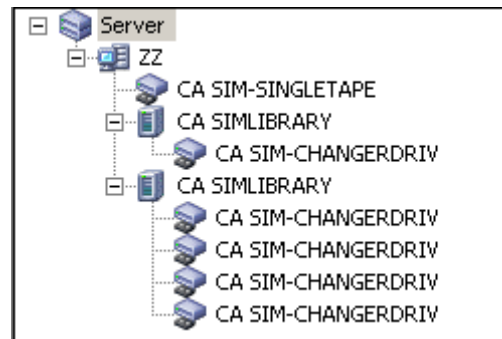 Server
ZZ
CA SIM-SINGLETAPE
CA SIMLIBRARY
CA SIM-CHANGERDRIV
CA SIMLIBRARY
CA SIM-CHANGERDRIV
CA SIM-CHANGERDRIV
CA SIM-CHANGERDRIV
CA SIM-CHANGERDRIV